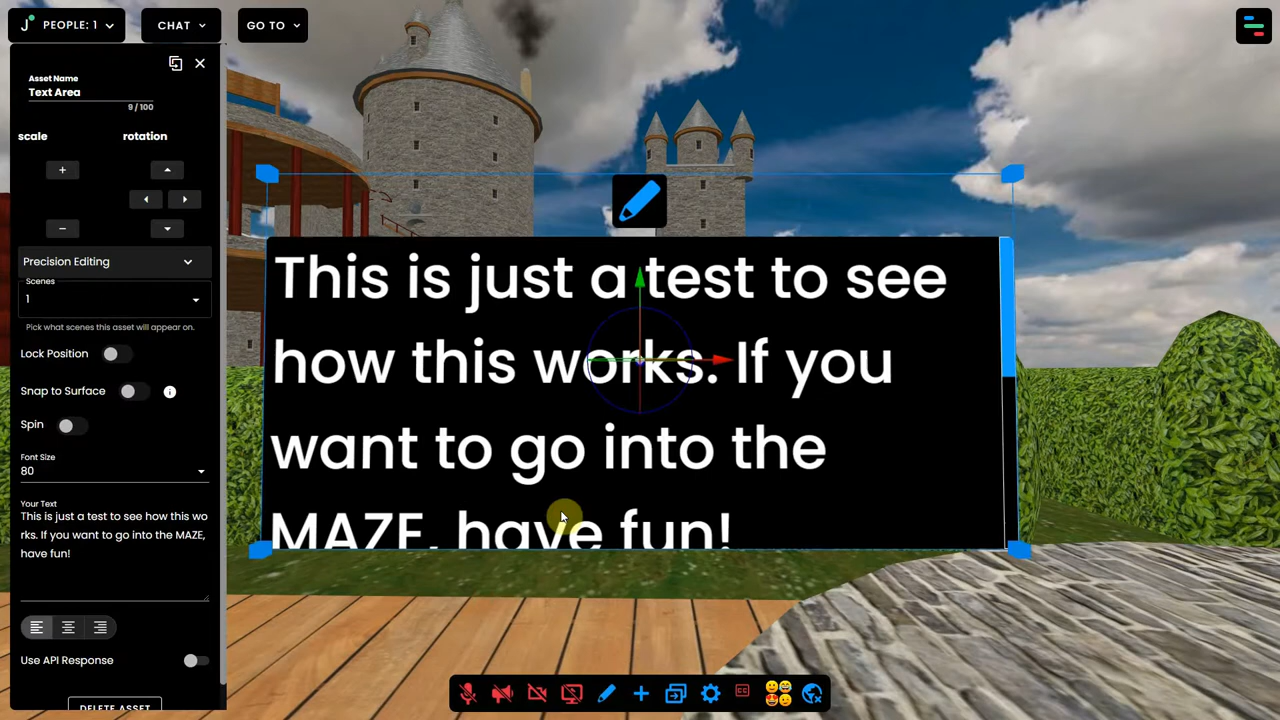 PEOPLE: 1
CHAT
GO TO
Asset Name
Text Area
9 / 100
scale
rotation
Precision Editing
Scenes
1
Pick what scenes this asset will appear on.
Lock Position
Snap to Surface
Spin
Font Size
80
Your Text
This is just a test to see how this wo
rks. If you want to go into the MAZE,
have fun!
Use API Response
DELETE ASSET
This is just a test to see
how this works. If you
want to go into the
MAZE, have fun!
CC